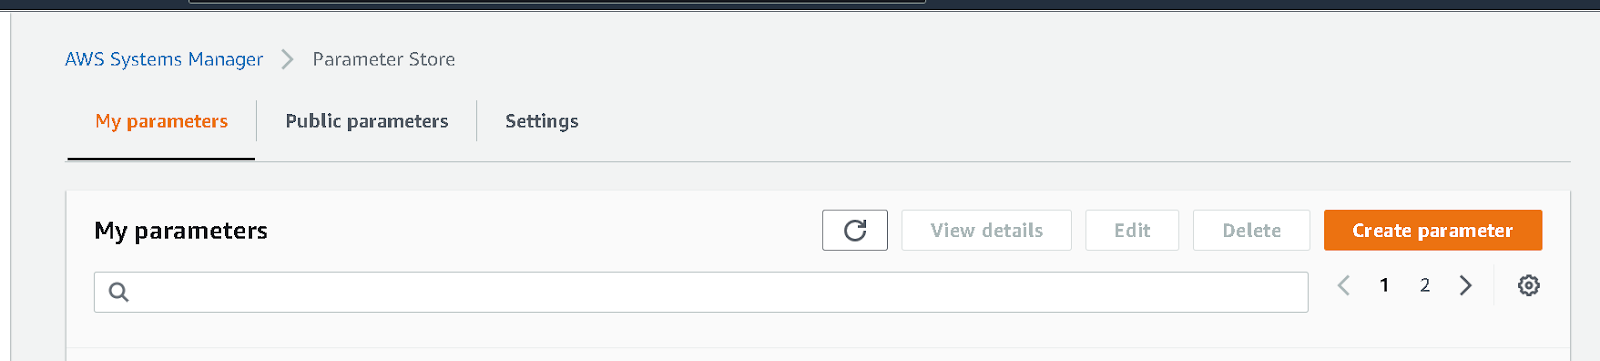 AWS Systems Manager > Parameter Store
My parameters Public parameters Settings
My parameters View details Edit Delete Create parameter
1 2